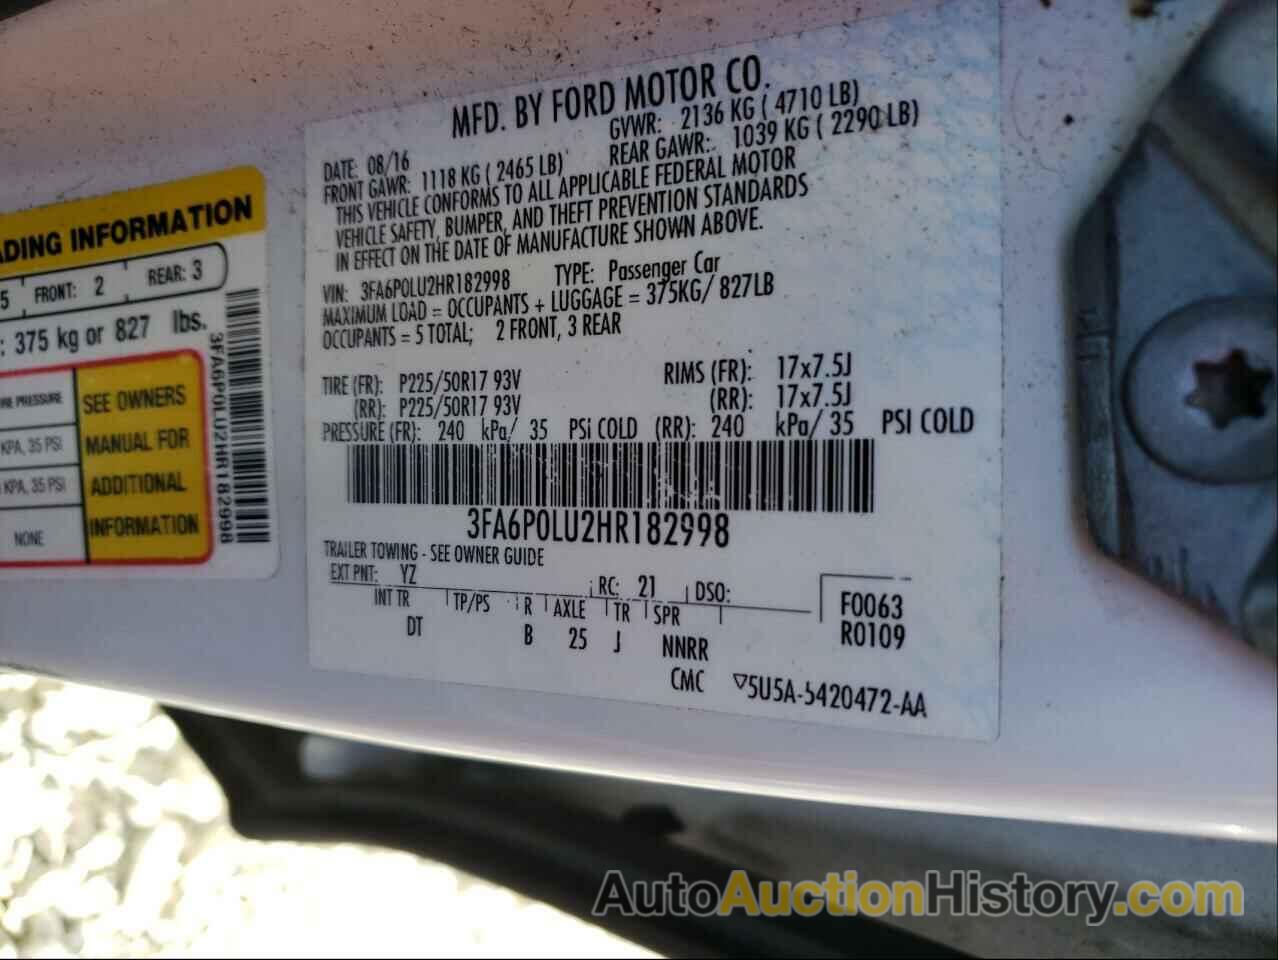 MFD. BY FORD MOTOR CO.
DATE: 08/16 GVWR: 2136 KG ( 4710 LB)
FRONT GAWR: 1118 KG ( 2465 LB) REAR GAWR: 1039 KG ( 2290 LB)
THIS VEHICLE CONFORMS TO ALL APPLICABLE FEDERAL MOTOR
VEHICLE SAFETY, BUMPER, AND THEFT PREVENTION STANDARDS
IN EFFECT ON THE DATE OF MANUFACTURE SHOWN ABOVE.
VIN: 3FA6P0LU2HR182998 TYPE: Passenger Car
MAXIMUM LOAD = OCCUPANTS + LUGGAGE = 375KG/ 827LB
OCCUPANTS = 5 TOTAL; 2 FRONT, 3 REAR
TIRE (FR): P225/50R17 93V RIMS (FR): 17x7.5J
(RR): P225/50R17 93V (RR): 17x7.5J
PRESSURE (FR): 240 kPa/ 35 PSI COLD (RR): 240 kPa/ 35 PSI COLD
3FA6P0LU2HR182998
TRAILER TOWING - SEE OWNER GUIDE
EXT PNT: YZ RC: 21 DSO:
INT TR TP/PS R AXLE TR SPR
DT B 25 J NNRR
F0063
R0109
CMC ▽5U5A-5420472-AA
ADING INFORMATION
5 FRONT: 2 REAR: 3
: 375 kg or 827 lbs.
PRESSURE
KPA, 35 PSI
KPA, 35 PSI
NONE
SEE OWNERS
MANUAL FOR
ADDITIONAL
INFORMATION
3FA6P0LU2HR182998
AutoAuctionHistory.com